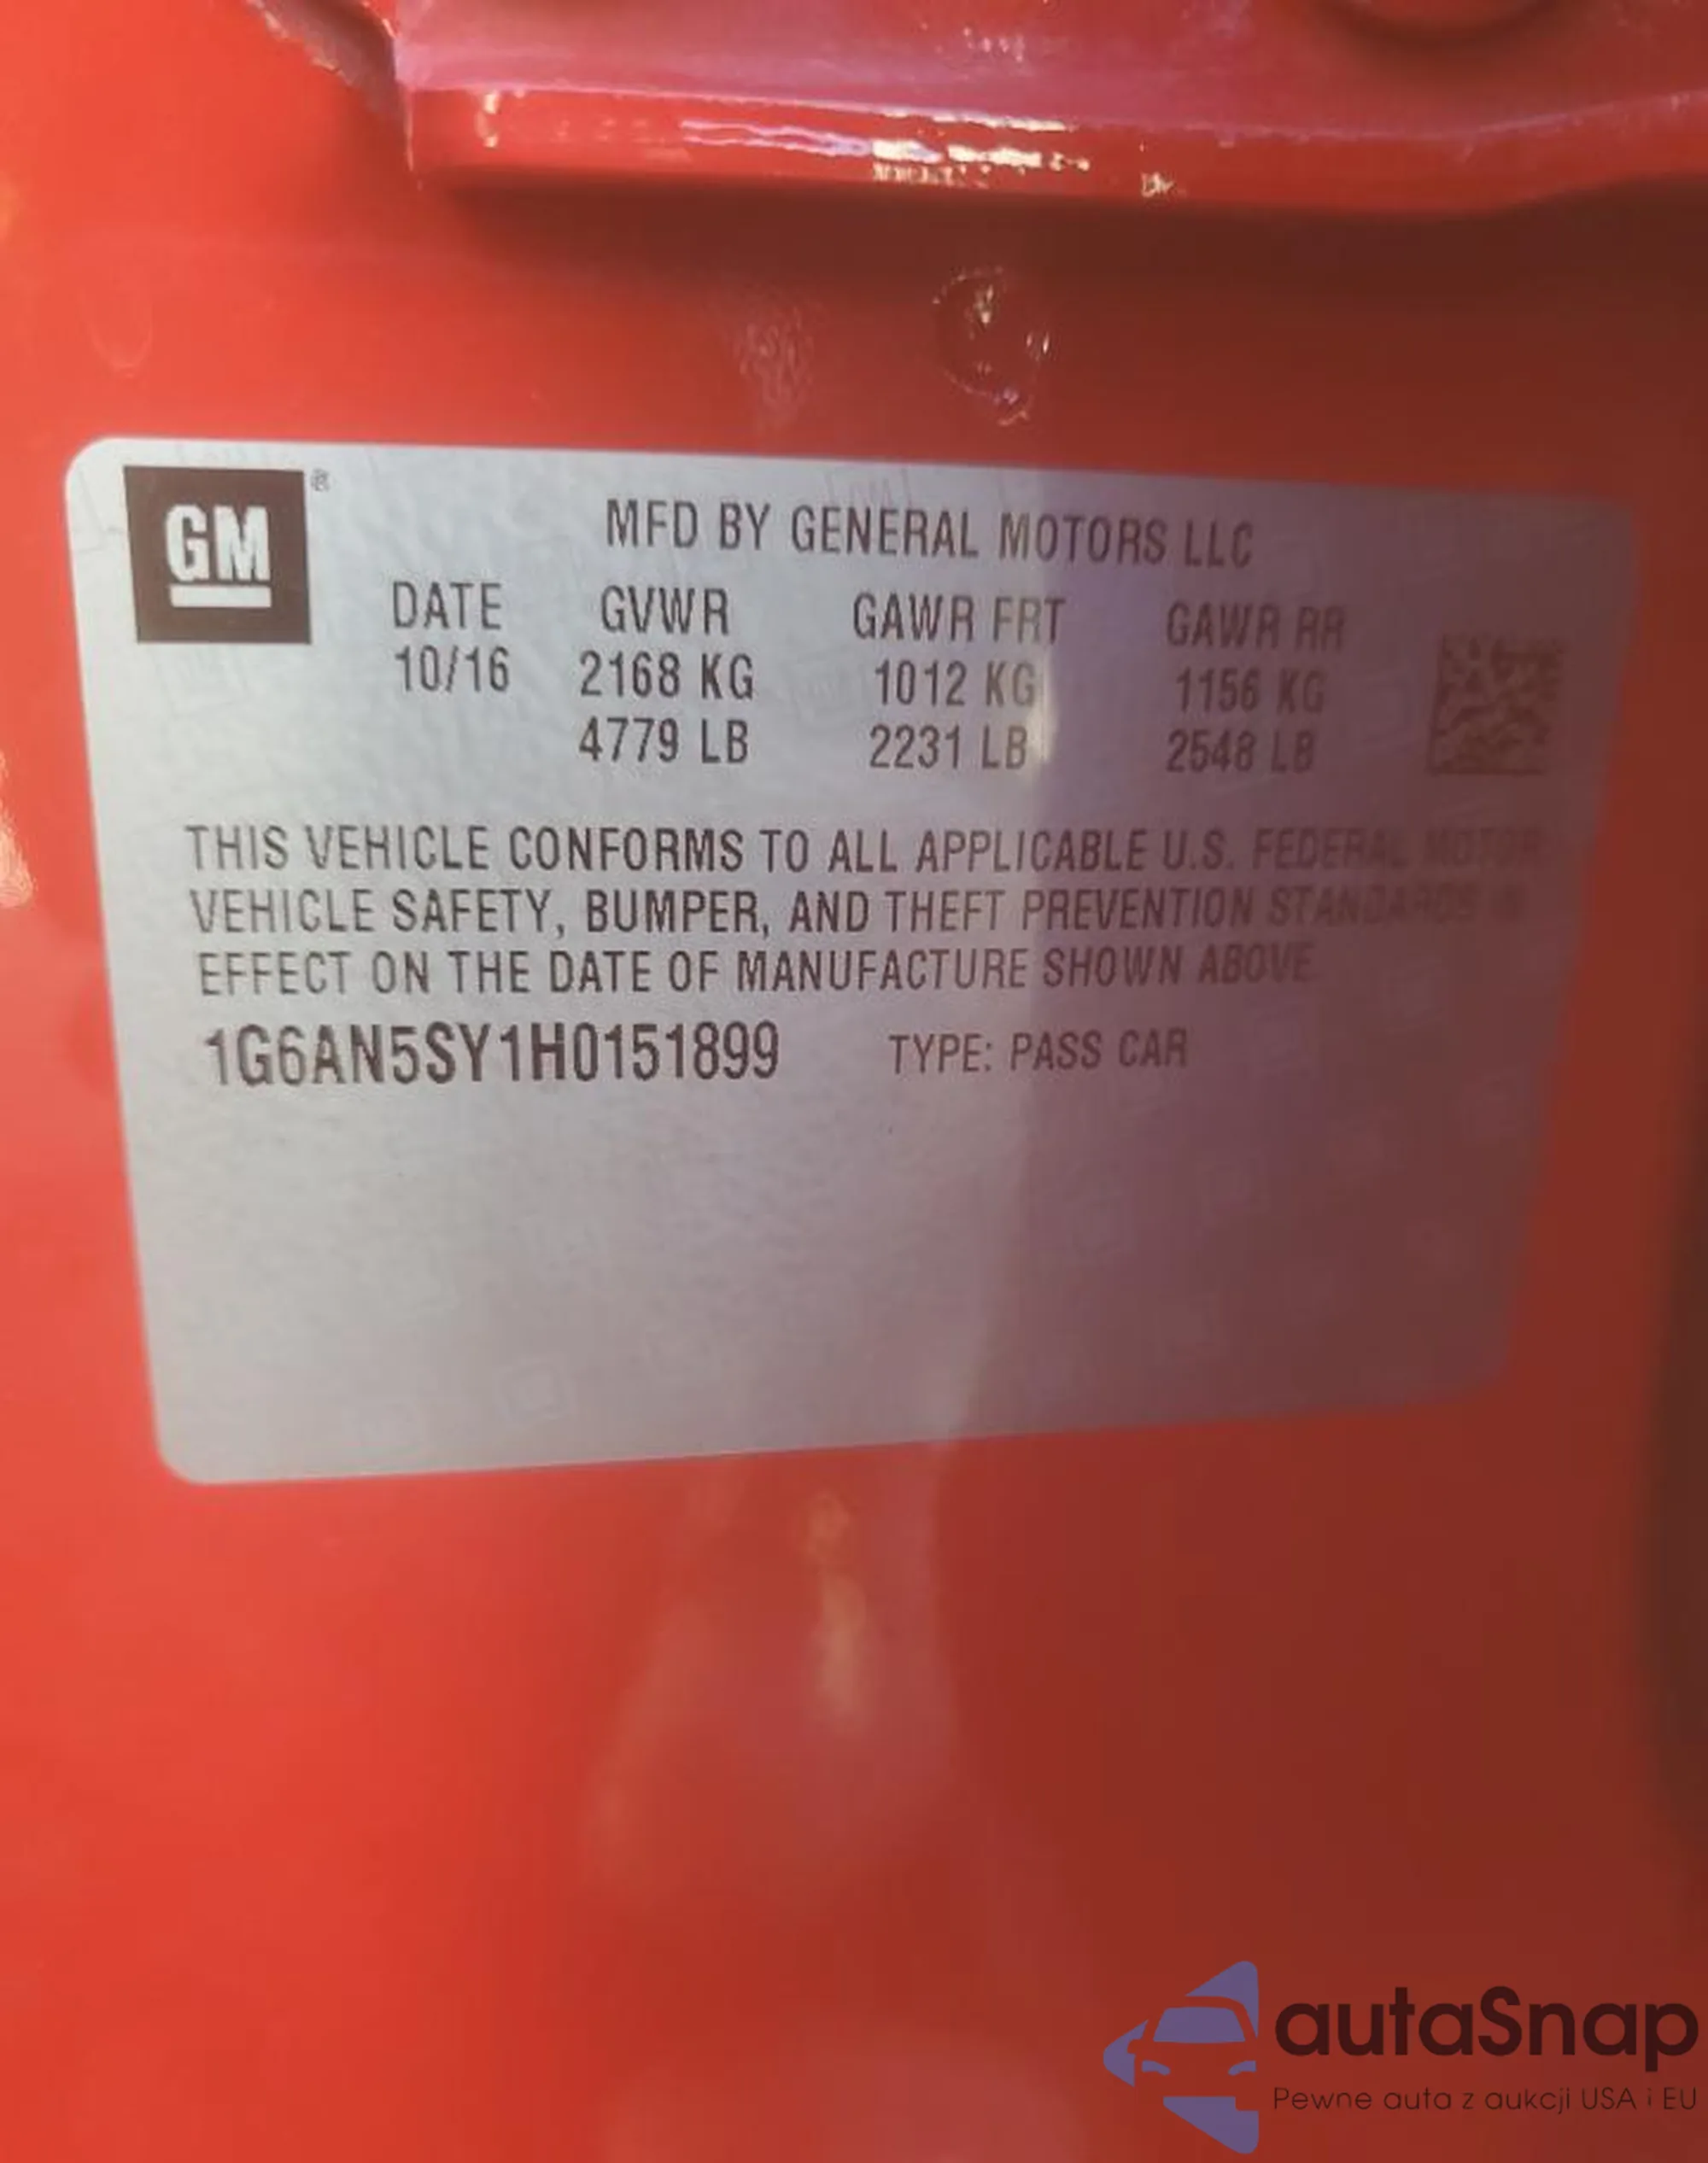 GM ®
MFD BY GENERAL MOTORS LLC
DATE GVWR GAWR FRT GAWR RR
10/16 2168 KG 1012 KG 1156 KG
4779 LB 2231 LB 2548 LB
THIS VEHICLE CONFORMS TO ALL APPLICABLE U.S. FEDERAL MOTOR
VEHICLE SAFETY, BUMPER, AND THEFT PREVENTION STANDARDS IN
EFFECT ON THE DATE OF MANUFACTURE SHOWN ABOVE
1G6AN5SY1H0151899 TYPE: PASS CAR
autaSnap
Pewne auta z aukcji USA i EU